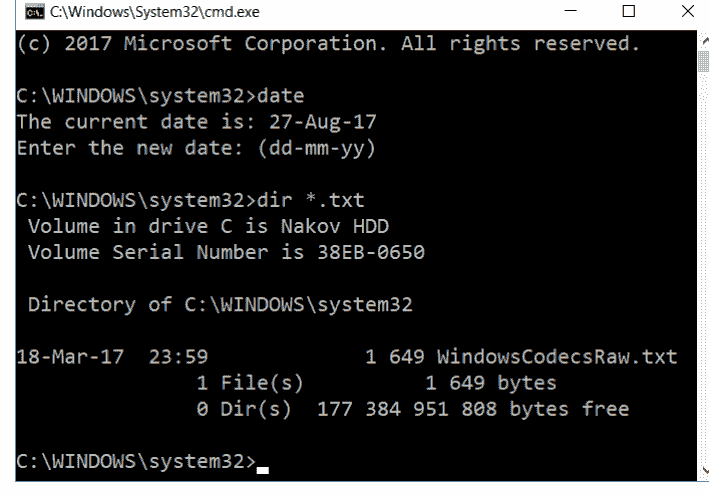 C:\Windows\System32\cmd.exe
(c) 2017 Microsoft Corporation. All rights reserved.
C:\WINDOWS\system32>date
The current date is: 27-Aug-17
Enter the new date: (dd-mm-yy)
C:\WINDOWS\system32>dir *.txt
Volume in drive C is Nakov HDD
Volume Serial Number is 38EB-0650
Directory of C:\WINDOWS\system32
18-Mar-17  23:59             1 649 WindowsCodecsRaw.txt
1 File(s)          1 649 bytes
0 Dir(s)  177 384 951 808 bytes free
C:\WINDOWS\system32>